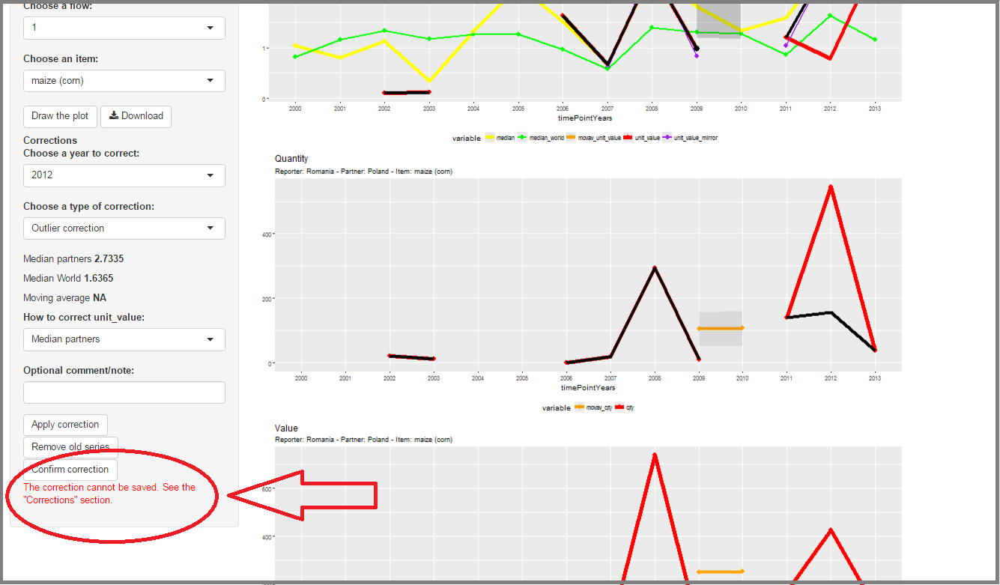 Choose a flow:
1
Choose an item:
maize (corn)
Draw the plot
Download
Corrections
Choose a year to correct:
2012
Choose a type of correction:
Outlier correction
Median partners 2.7335
Median World 1.6365
Moving average NA
How to correct unit_value:
Median partners
Optional comment/note:
Apply correction
Remove old series
Confirm correction
The correction cannot be saved. See the
"Corrections" section.
1
0
2000 2001 2002 2003 2004 2005 2006 2007 2008 2009 2010 2011 2012 2013
timePointYears
variable median median_world movav_unit_value unit_value unit_value_mirror
Quantity
Reporter: Romania - Partner: Poland - Item: maize (corn)
400
200
0
2000 2001 2002 2003 2004 2005 2006 2007 2008 2009 2010 2011 2012 2013
timePointYears
variable movav_qty qty
Value
Reporter: Romania - Partner: Poland - Item: maize (corn)
600
400